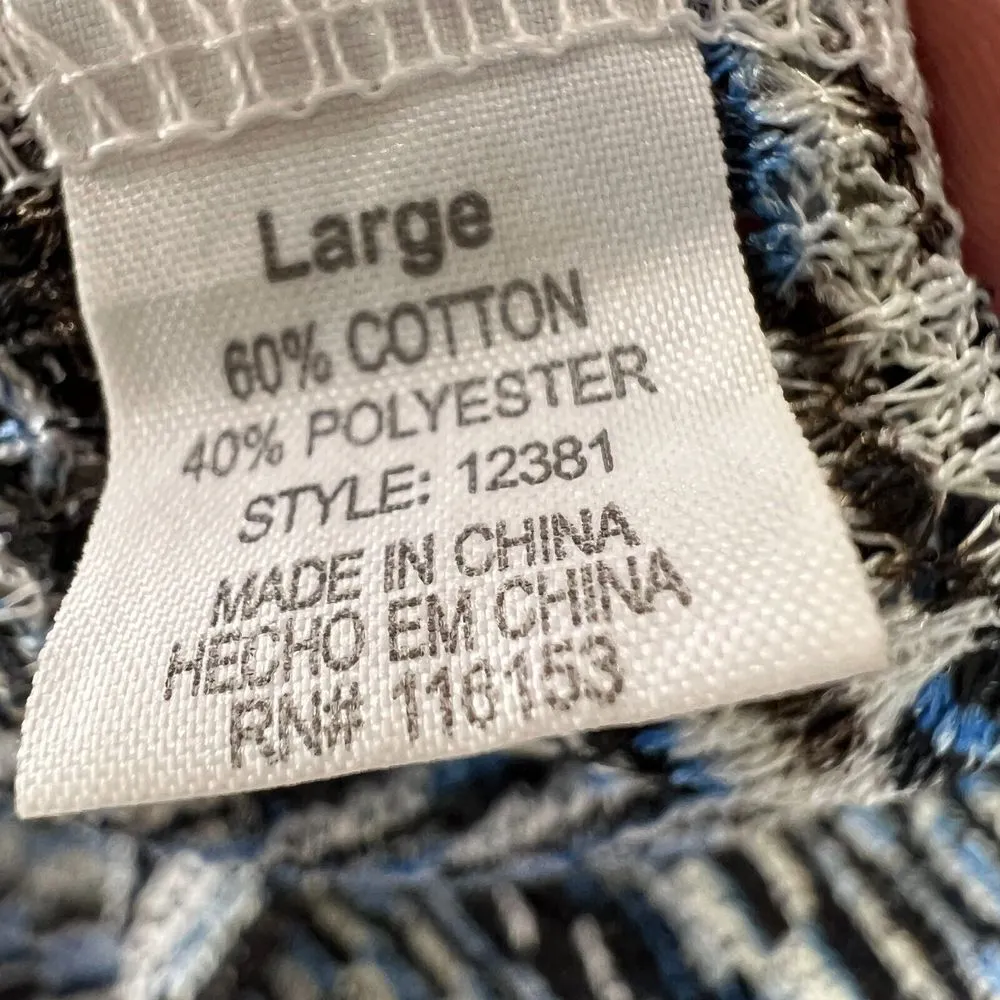 Large
60% COTTON
40% POLYESTER
STYLE: 12381
MADE IN CHINA
HECHO EM CHINA
RN# 116153